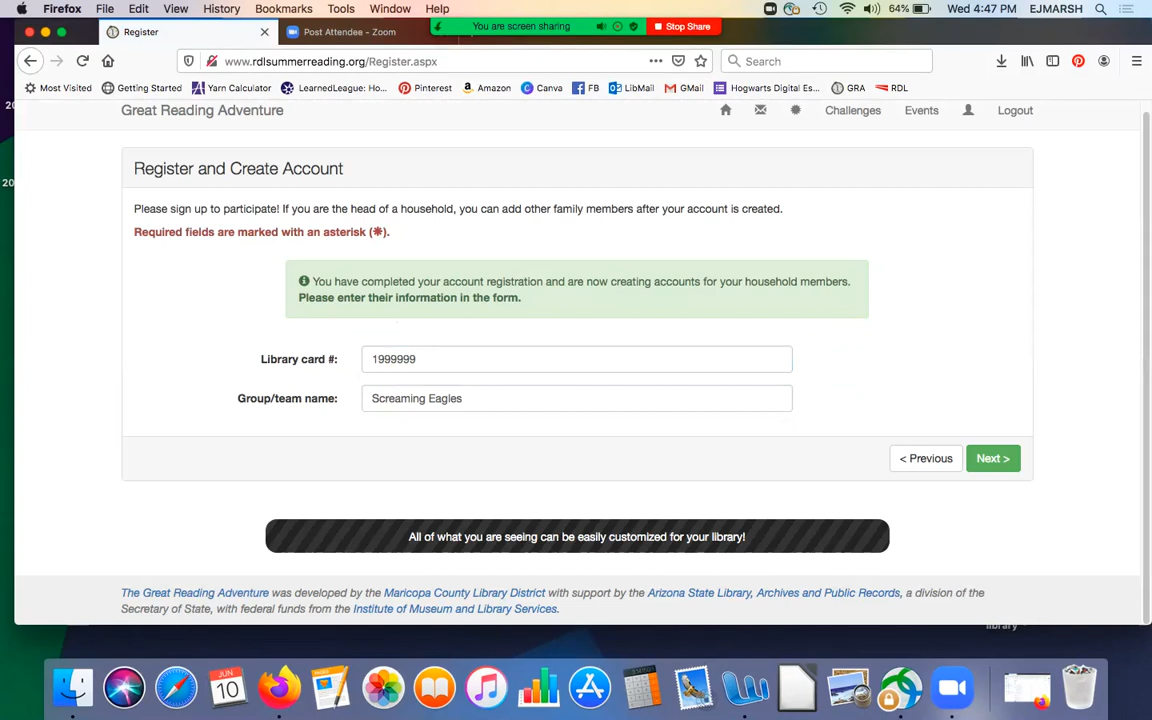 Firefox File Edit View History Bookmarks Tools Window Help 64% Wed 4:47 PM EJMARSH
You are screen sharing Stop Share
Register Post Attendee - Zoom
www.rdlsummerreading.org/Register.aspx Search
Most Visited Getting Started Yarn Calculator LearnedLeague: Ho... Pinterest Amazon Canva FB LibMail GMail Hogwarts Digital Es... GRA RDL
Great Reading Adventure Challenges Events Logout
Register and Create Account
Please sign up to participate! If you are the head of a household, you can add other family members after your account is created.
Required fields are marked with an asterisk (✱).
You have completed your account registration and are now creating accounts for your household members.
Please enter their information in the form.
Library card #: 1999999
Group/team name: Screaming Eagles
< Previous Next >
All of what you are seeing can be easily customized for your library!
The Great Reading Adventure was developed by the Maricopa County Library District with support by the Arizona State Library, Archives and Public Records, a division of the
Secretary of State, with federal funds from the Institute of Museum and Library Services.
library
JUN
10